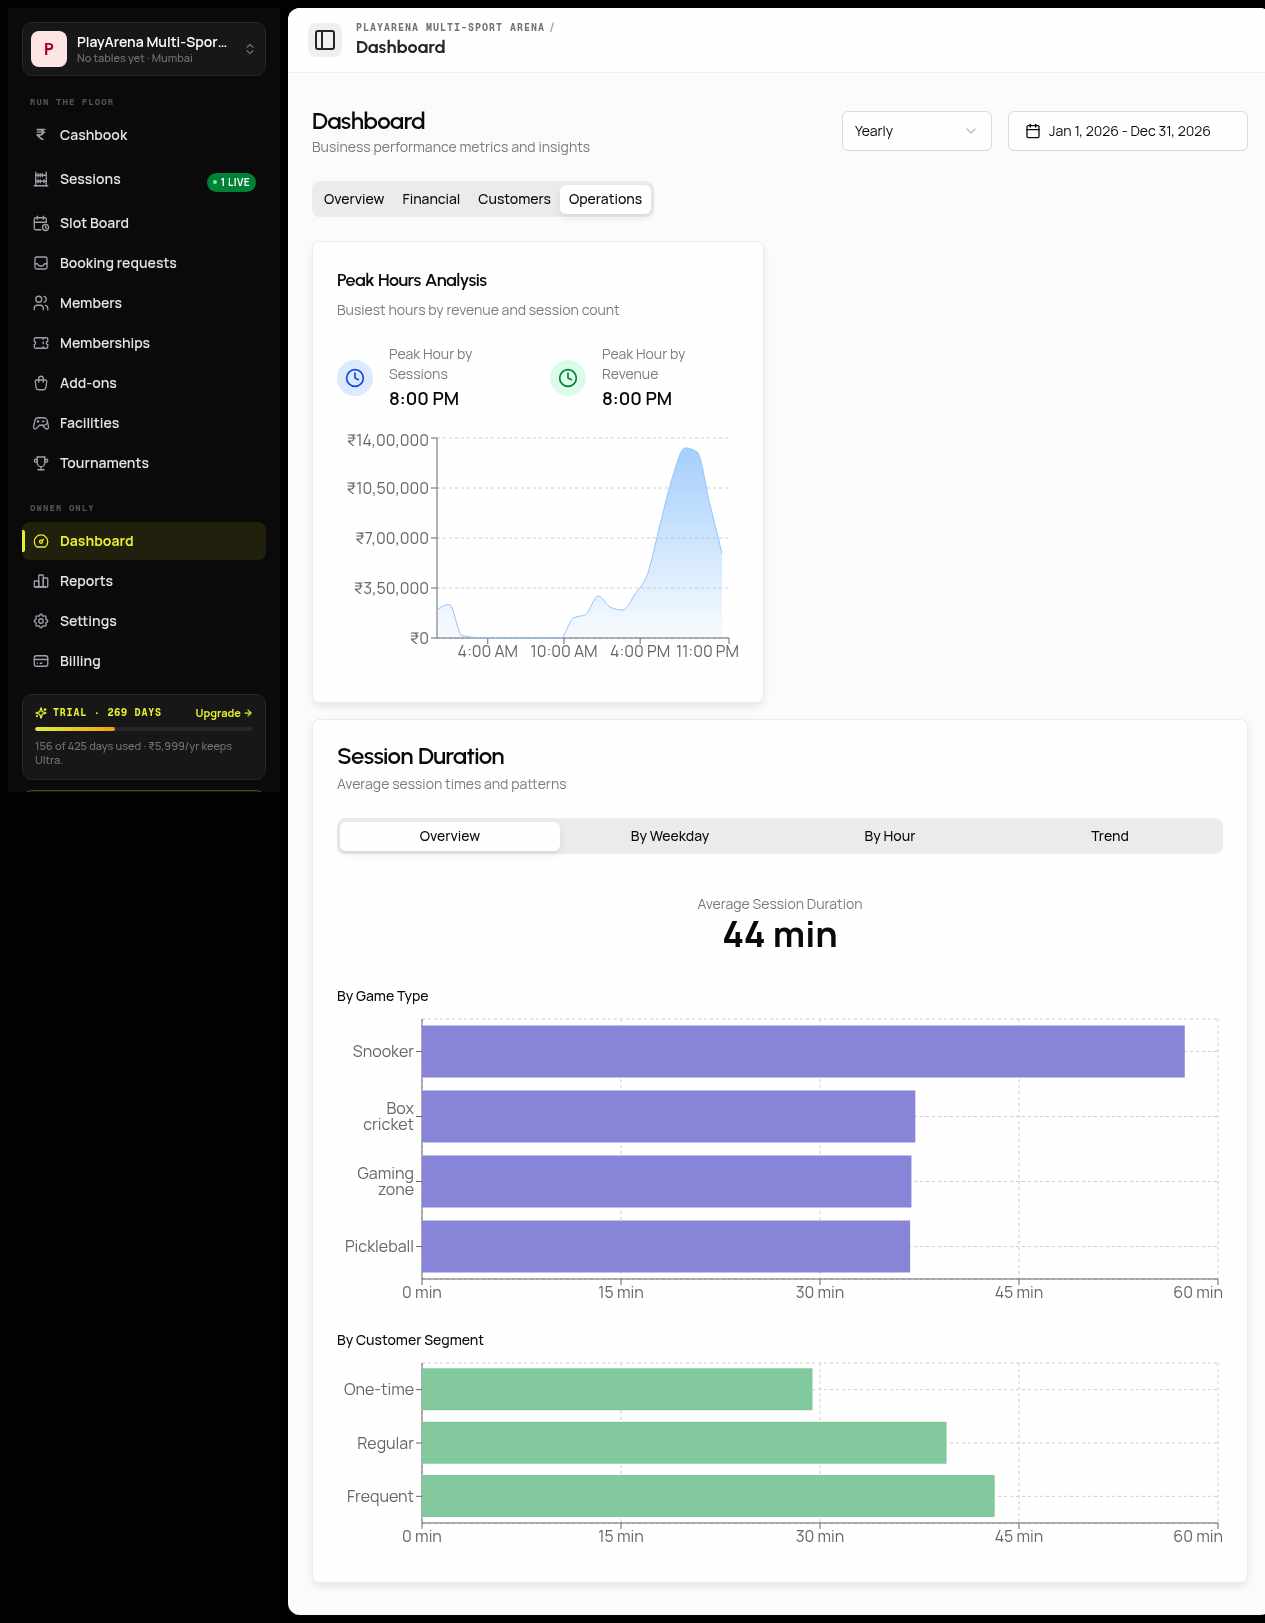 P
PlayArena Multi-Spor...
No tables yet · Mumbai
RUN THE FLOOR
Cashbook
Sessions
1 LIVE
Slot Board
Booking requests
Members
Memberships
Add-ons
Facilities
Tournaments
OWNER ONLY
Dashboard
Reports
Settings
Billing
TRIAL · 269 DAYS
Upgrade →
156 of 425 days used · ₹5,999/yr keeps
Ultra.
PLAYARENA MULTI-SPORT ARENA /
Dashboard
Dashboard
Business performance metrics and insights
Yearly
Jan 1, 2026 - Dec 31, 2026
Overview
Financial
Customers
Operations
Peak Hours Analysis
Busiest hours by revenue and session count
Peak Hour by
Sessions
8:00 PM
Peak Hour by
Revenue
8:00 PM
₹14,00,000
₹10,50,000
₹7,00,000
₹3,50,000
₹0
4:00 AM
10:00 AM
4:00 PM
11:00 PM
Session Duration
Average session times and patterns
Overview
By Weekday
By Hour
Trend
Average Session Duration
44 min
By Game Type
Snooker
Box
cricket
Gaming
zone
Pickleball
0 min
15 min
30 min
45 min
60 min
By Customer Segment
One-time
Regular
Frequent
0 min
15 min
30 min
45 min
60 min